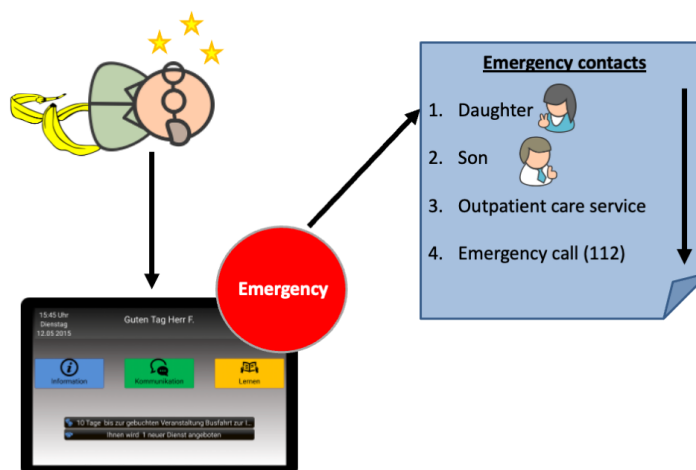 Emergency contacts
1. Daughter
2. Son
3. Outpatient care service
4. Emergency call (112)
Emergency
15:45 Uhr
Dienstag
12.05 2015
Guten Tag Herr F.
Information
Kommunikation
Lernen
10 Tage bis zur gebuchten Veranstaltung Busfahrt zur I...
Ihnen wird 1 neuer Dienst angeboten